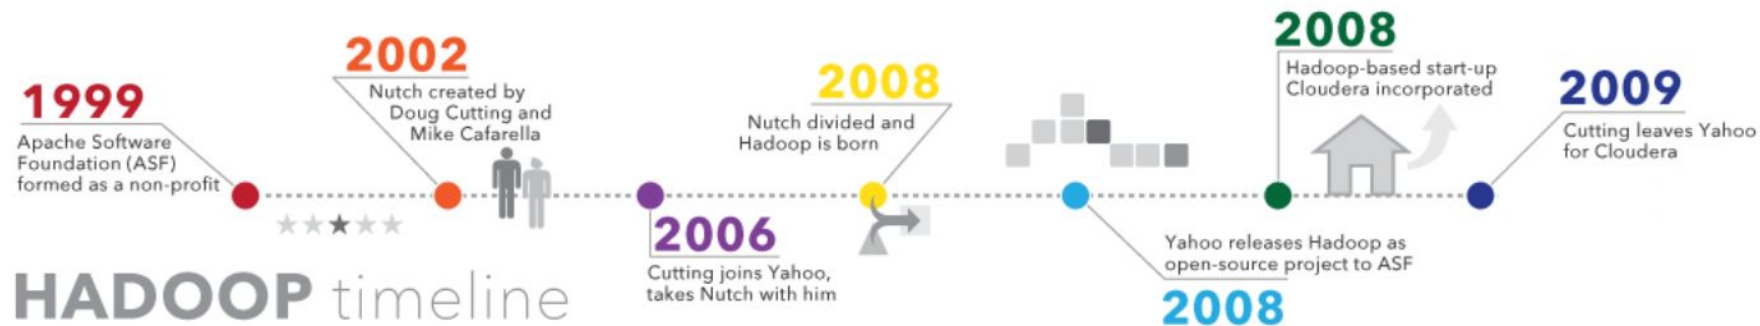 1999
Apache Software
Foundation (ASF)
formed as a non-profit
2002
Nutch created by
Doug Cutting and
Mike Cafarella
2006
Cutting joins Yahoo,
takes Nutch with him
2008
Nutch divided and
Hadoop is born
Yahoo releases Hadoop as
open-source project to ASF
2008
2008
Hadoop-based start-up
Cloudera incorporated
2009
Cutting leaves Yahoo
for Cloudera
HADOOP timeline